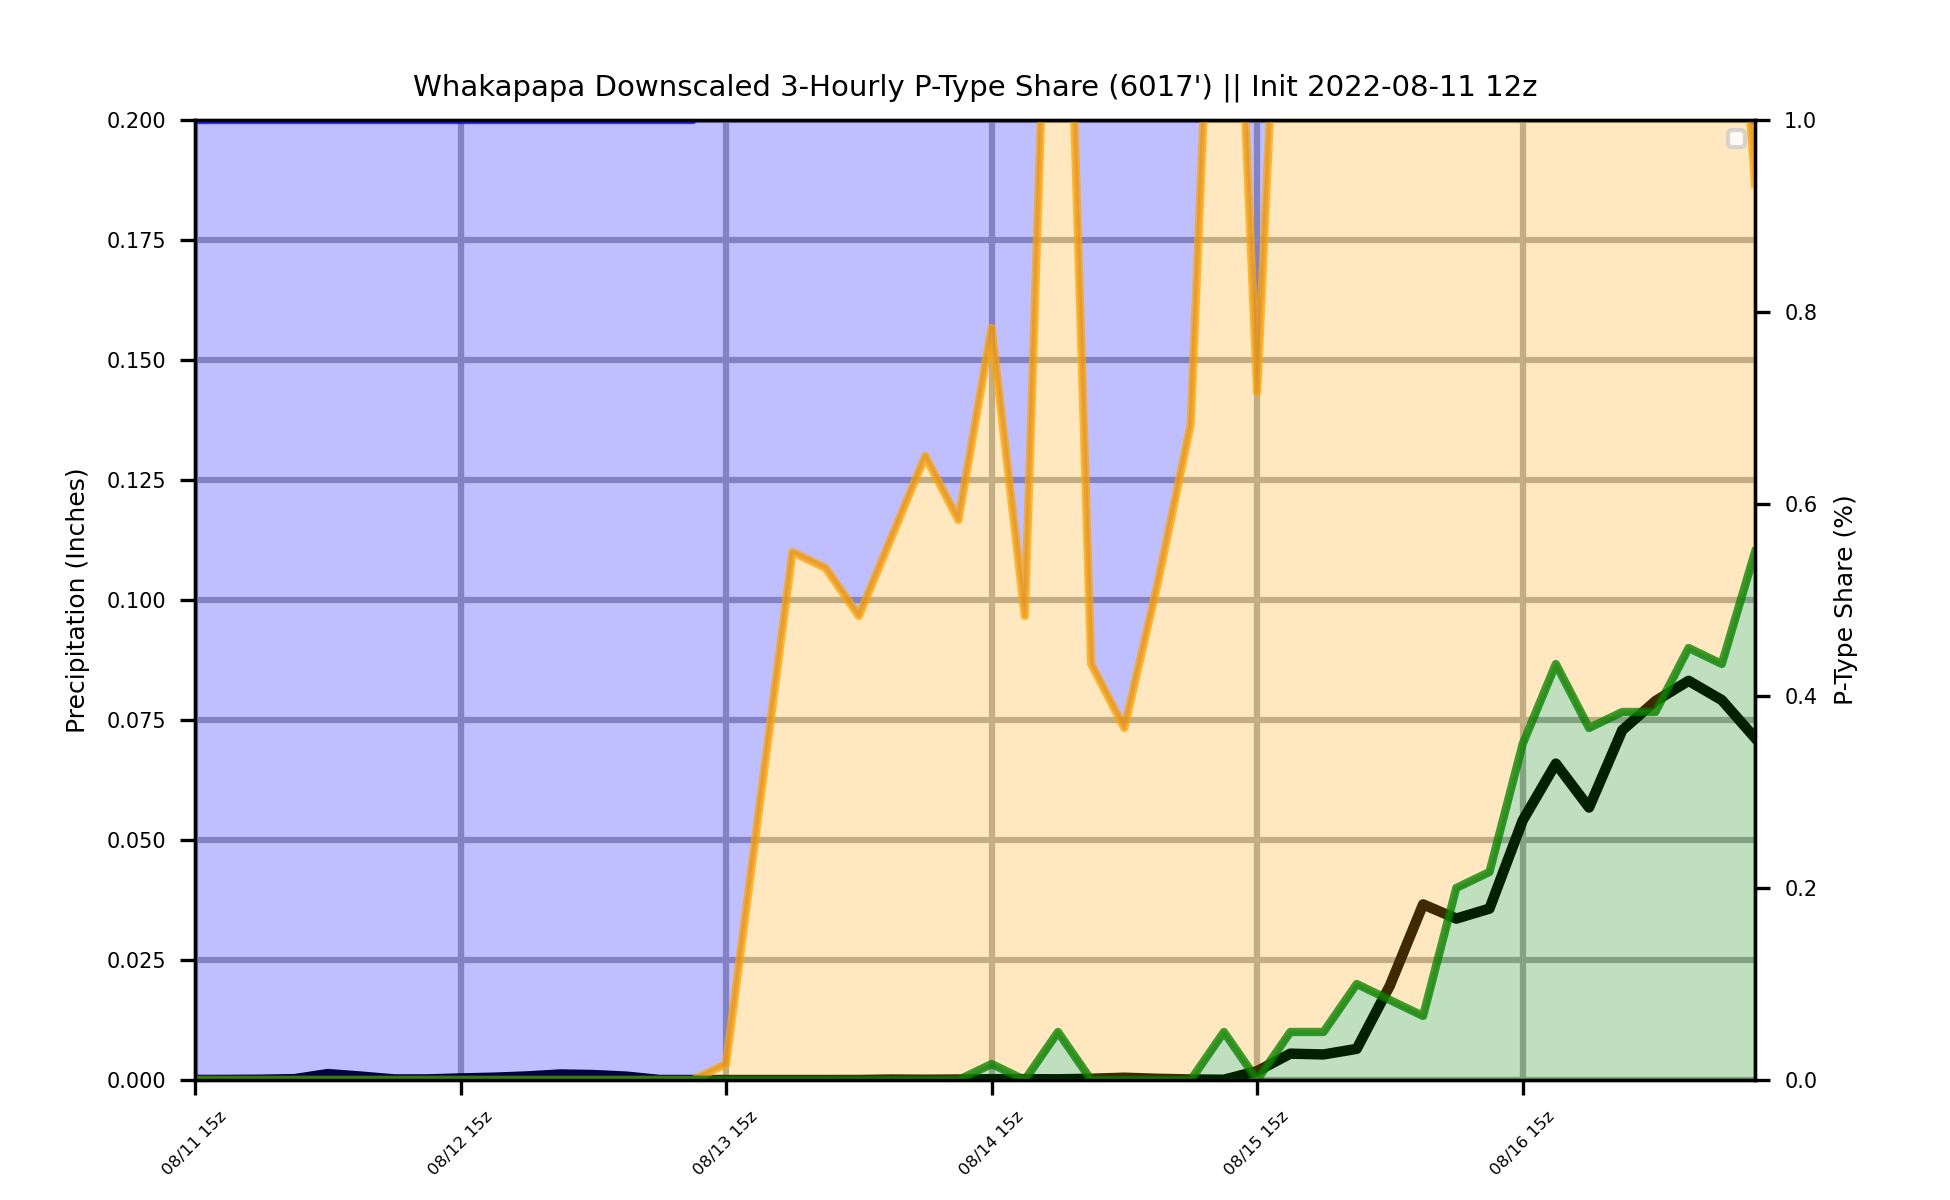 Whakapapa Downscaled 3-Hourly P-Type Share (6017') || Init 2022-08-11 12z
Precipitation (Inches)
0.200
0.175
0.150
0.125
0.100
0.075
0.050
0.025
0.000
1.0
0.8
0.6
0.4
0.2
0.0
P-Type Share (%)
08/11 15z
08/12 15z
08/13 15z
08/14 15z
08/15 15z
08/16 15z